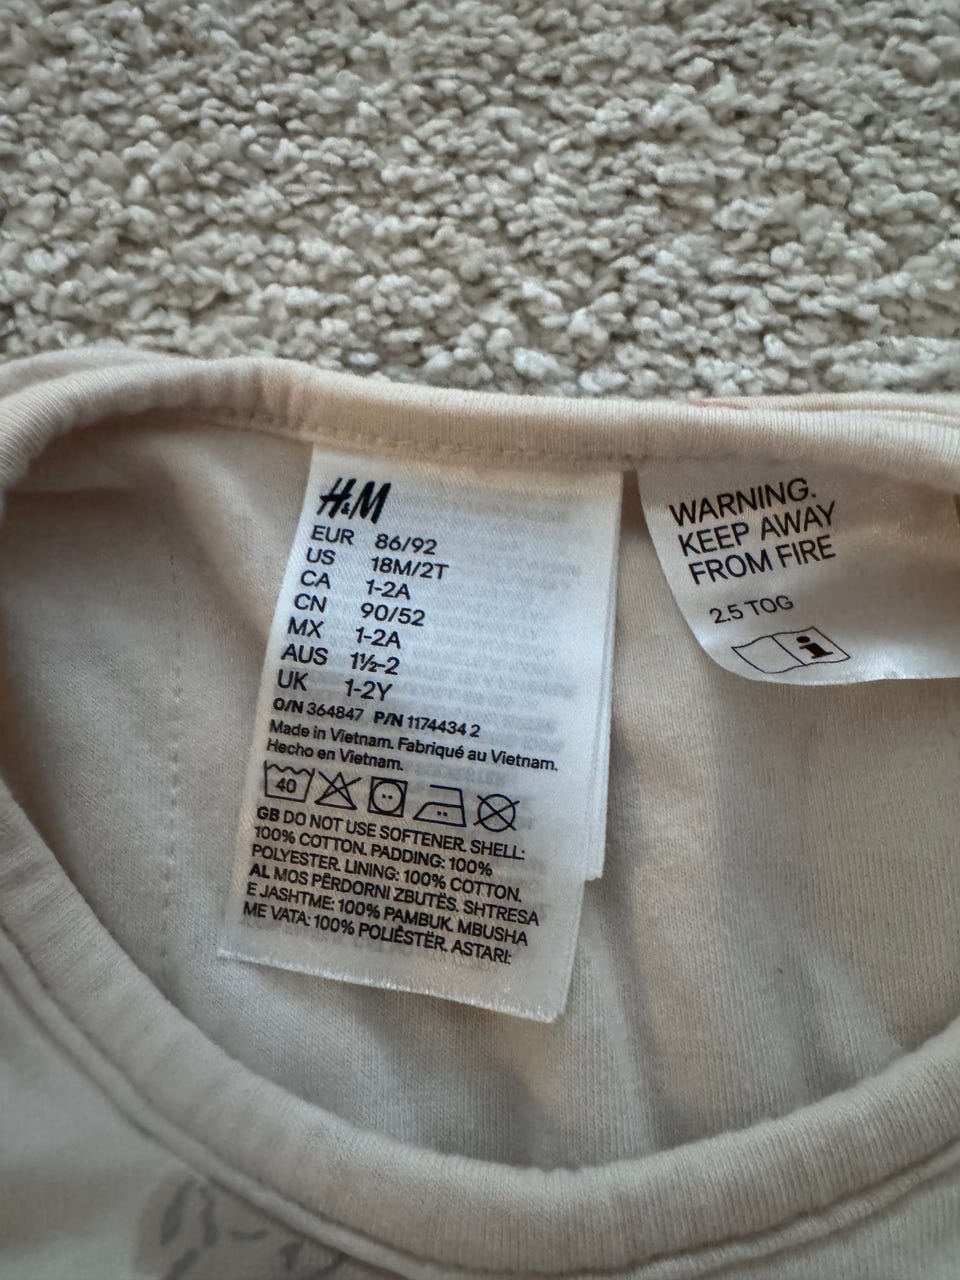 H&M
EUR 86/92
US 18M/2T
CA 1-2A
CN 90/52
MX 1-2A
AUS 1½-2
UK 1-2Y
O/N 364847 P/N 1174434 2
Made in Vietnam. Fabriqué au Vietnam.
Hecho en Vietnam.
40
GB DO NOT USE SOFTENER. SHELL:
100% COTTON. PADDING: 100%
POLYESTER. LINING: 100% COTTON.
AL MOS PËRDORNI ZBUTËS. SHTRESA
E JASHTME: 100% PAMBUK. MBUSHA
ME VATA: 100% POLIESTËR. ASTARI:
WARNING.
KEEP AWAY
FROM FIRE
2.5 TOG
i